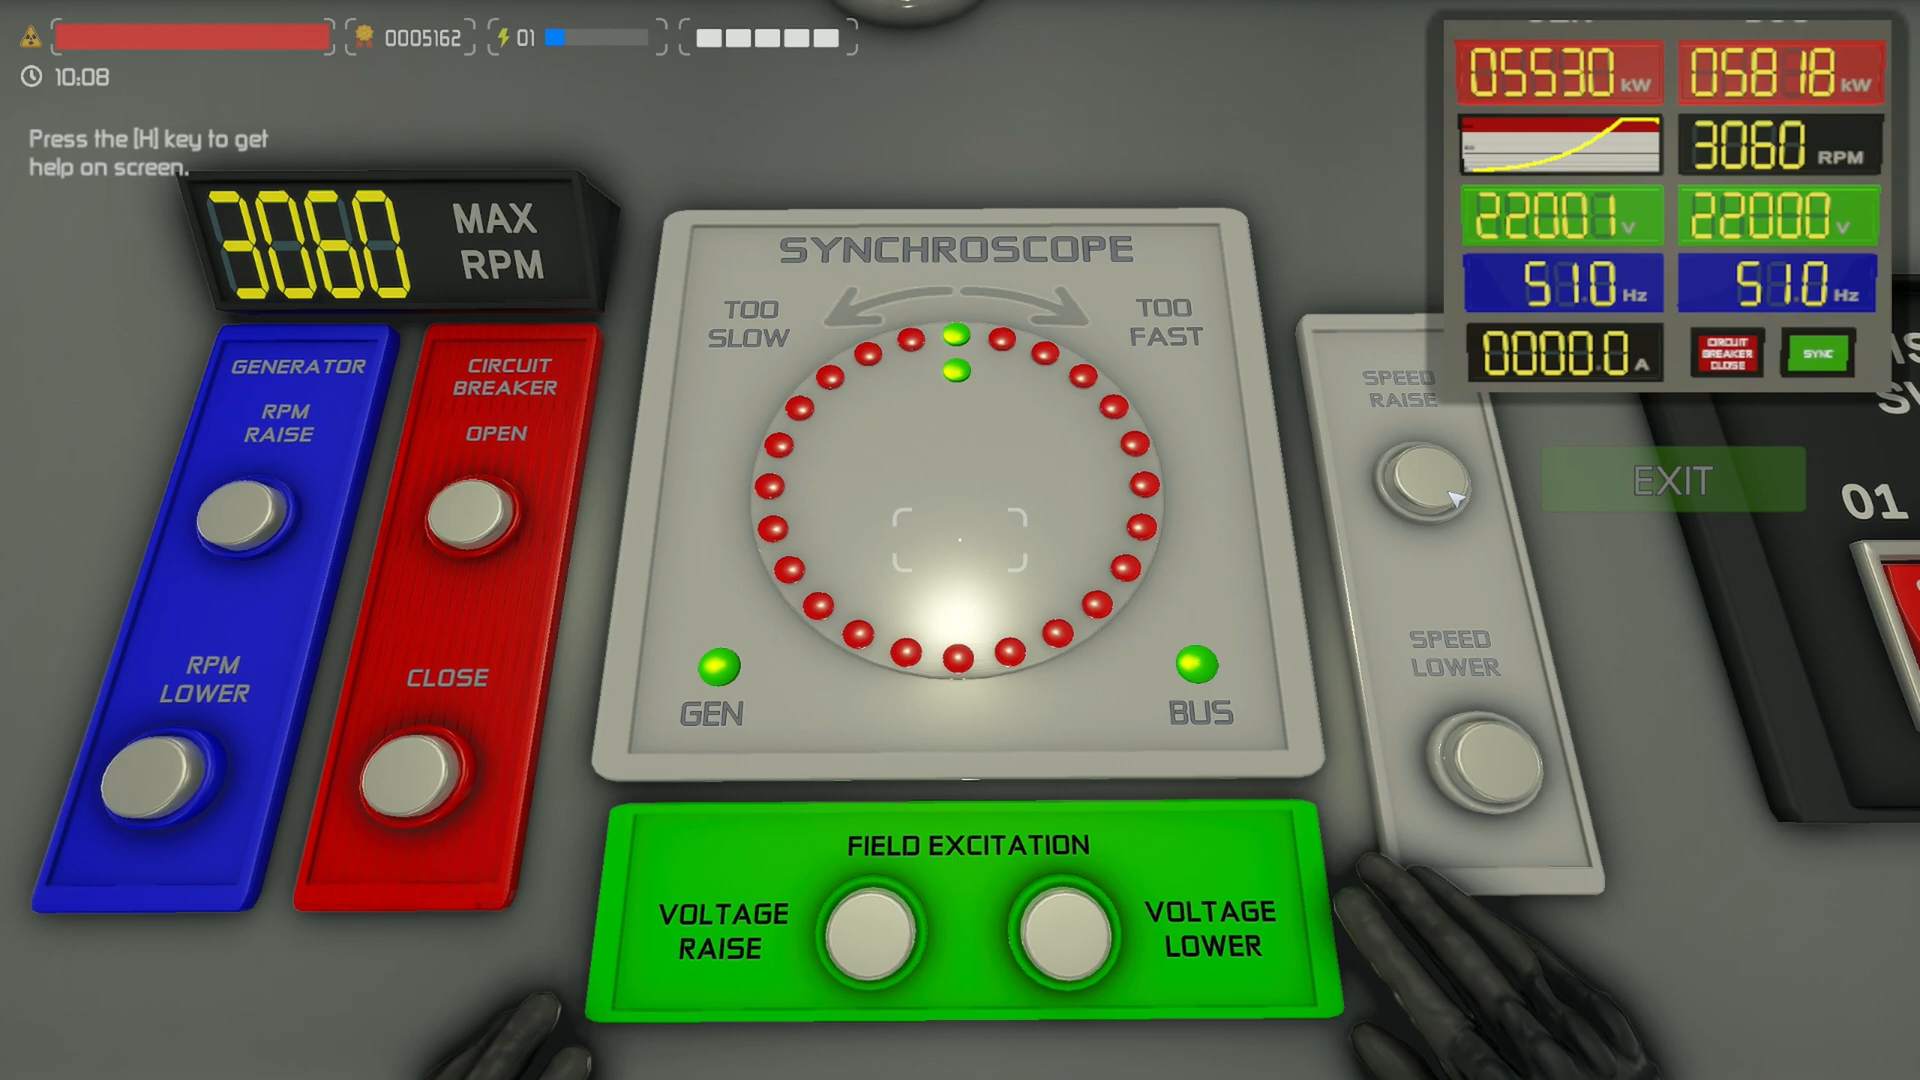 0005162
01
10:08
Press the [H] key to get
help on screen.
3060 MAX
RPM
GENERATOR
RPM
RAISE
RPM
LOWER
CIRCUIT
BREAKER
OPEN
CLOSE
SYNCHROSCOPE
TOO
SLOW
TOO
FAST
GEN
BUS
FIELD EXCITATION
VOLTAGE
RAISE
VOLTAGE
LOWER
SPEED
RAISE
SPEED
LOWER
05530 kW
05818 kW
3060 RPM
22001 V
22000 V
51.0 Hz
51.0 Hz
0000.0 A
CIRCUIT
BREAKER
CLOSE
SYNC
EXIT
01